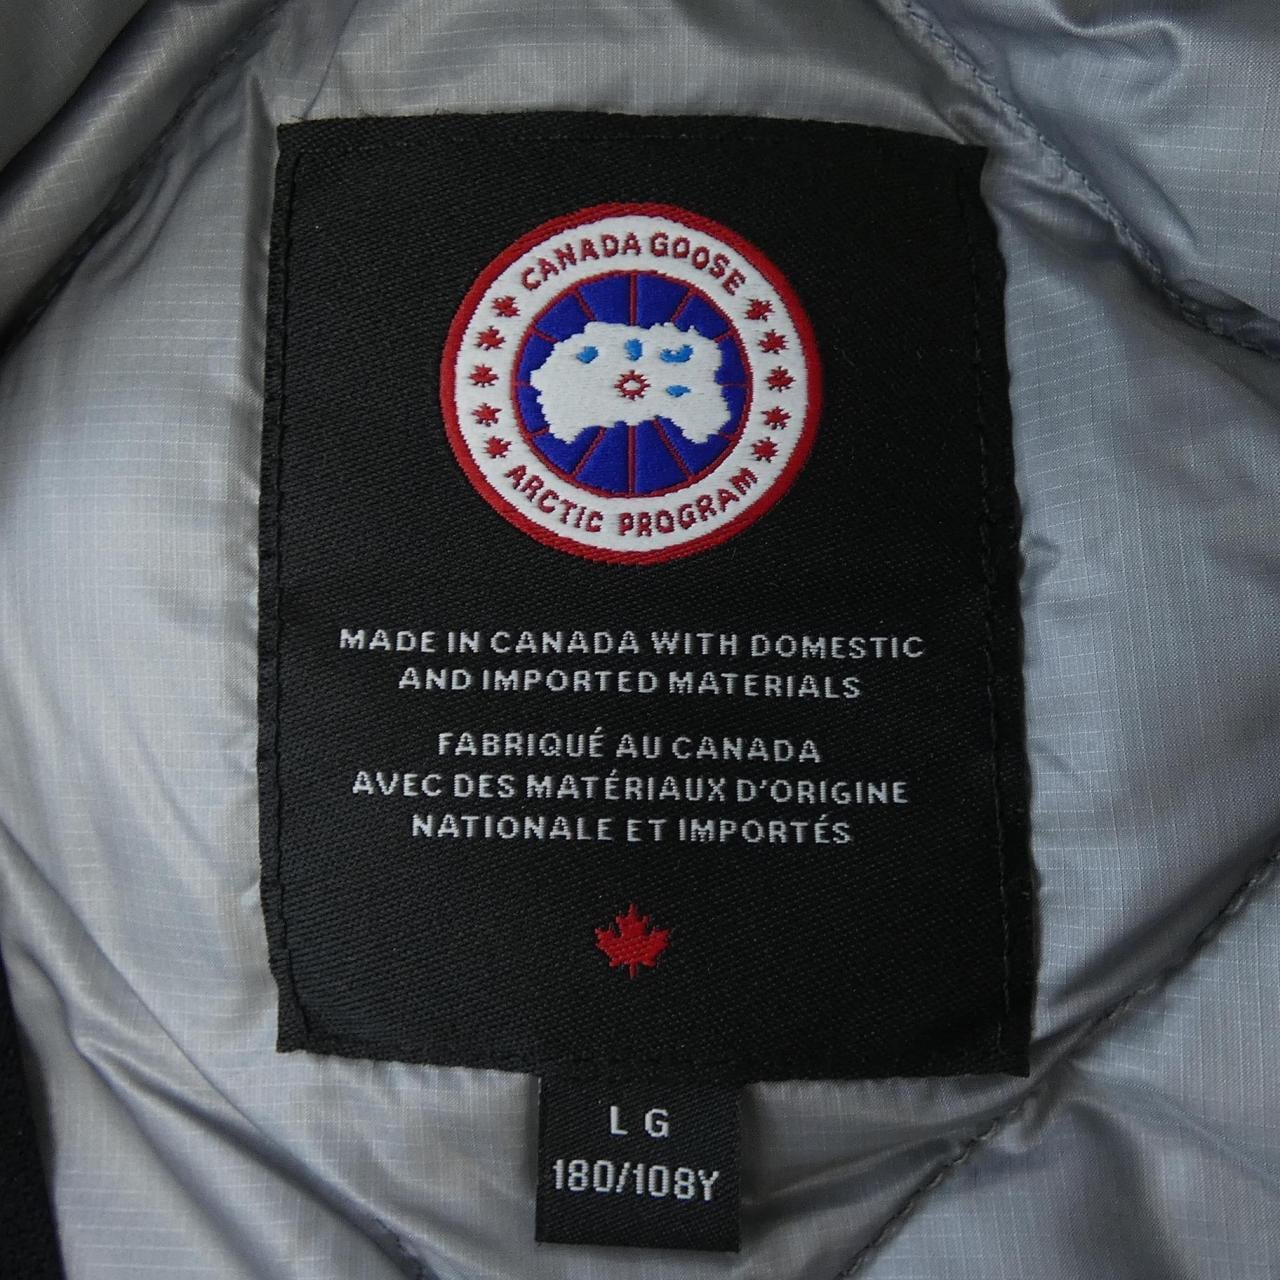 CANADA GOOSE
ARCTIC PROGRAM
MADE IN CANADA WITH DOMESTIC
AND IMPORTED MATERIALS
FABRIQUÉ AU CANADA
AVEC DES MATÉRIAUX D'ORIGINE
NATIONALE ET IMPORTÉS
LG
180/108Y